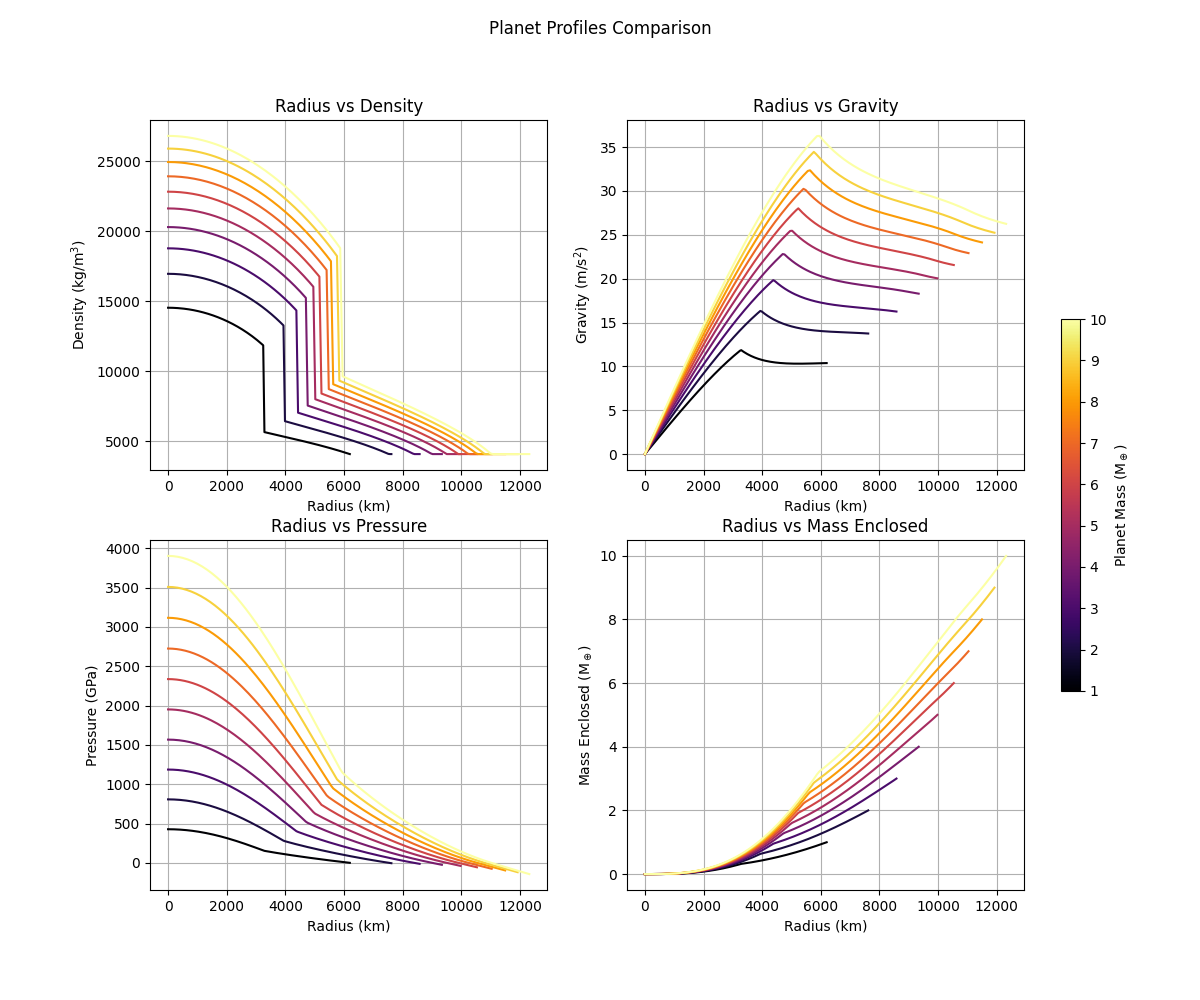 Planet Profiles Comparison
Radius vs Density
Density (kg/m³)
25000
20000
15000
10000
5000
0 2000 4000 6000 8000 10000 12000
Radius (km)
Radius vs Gravity
Gravity (m/s²)
35
30
25
20
15
10
5
0
0 2000 4000 6000 8000 10000 12000
Radius (km)
Radius vs Pressure
Pressure (GPa)
4000
3500
3000
2500
2000
1500
1000
500
0
0 2000 4000 6000 8000 10000 12000
Radius (km)
Radius vs Mass Enclosed
Mass Enclosed (M⊕)
10
8
6
4
2
0
0 2000 4000 6000 8000 10000 12000
Radius (km)
10
9
8
7
6
5
4
3
2
1
Planet Mass (M⊕)